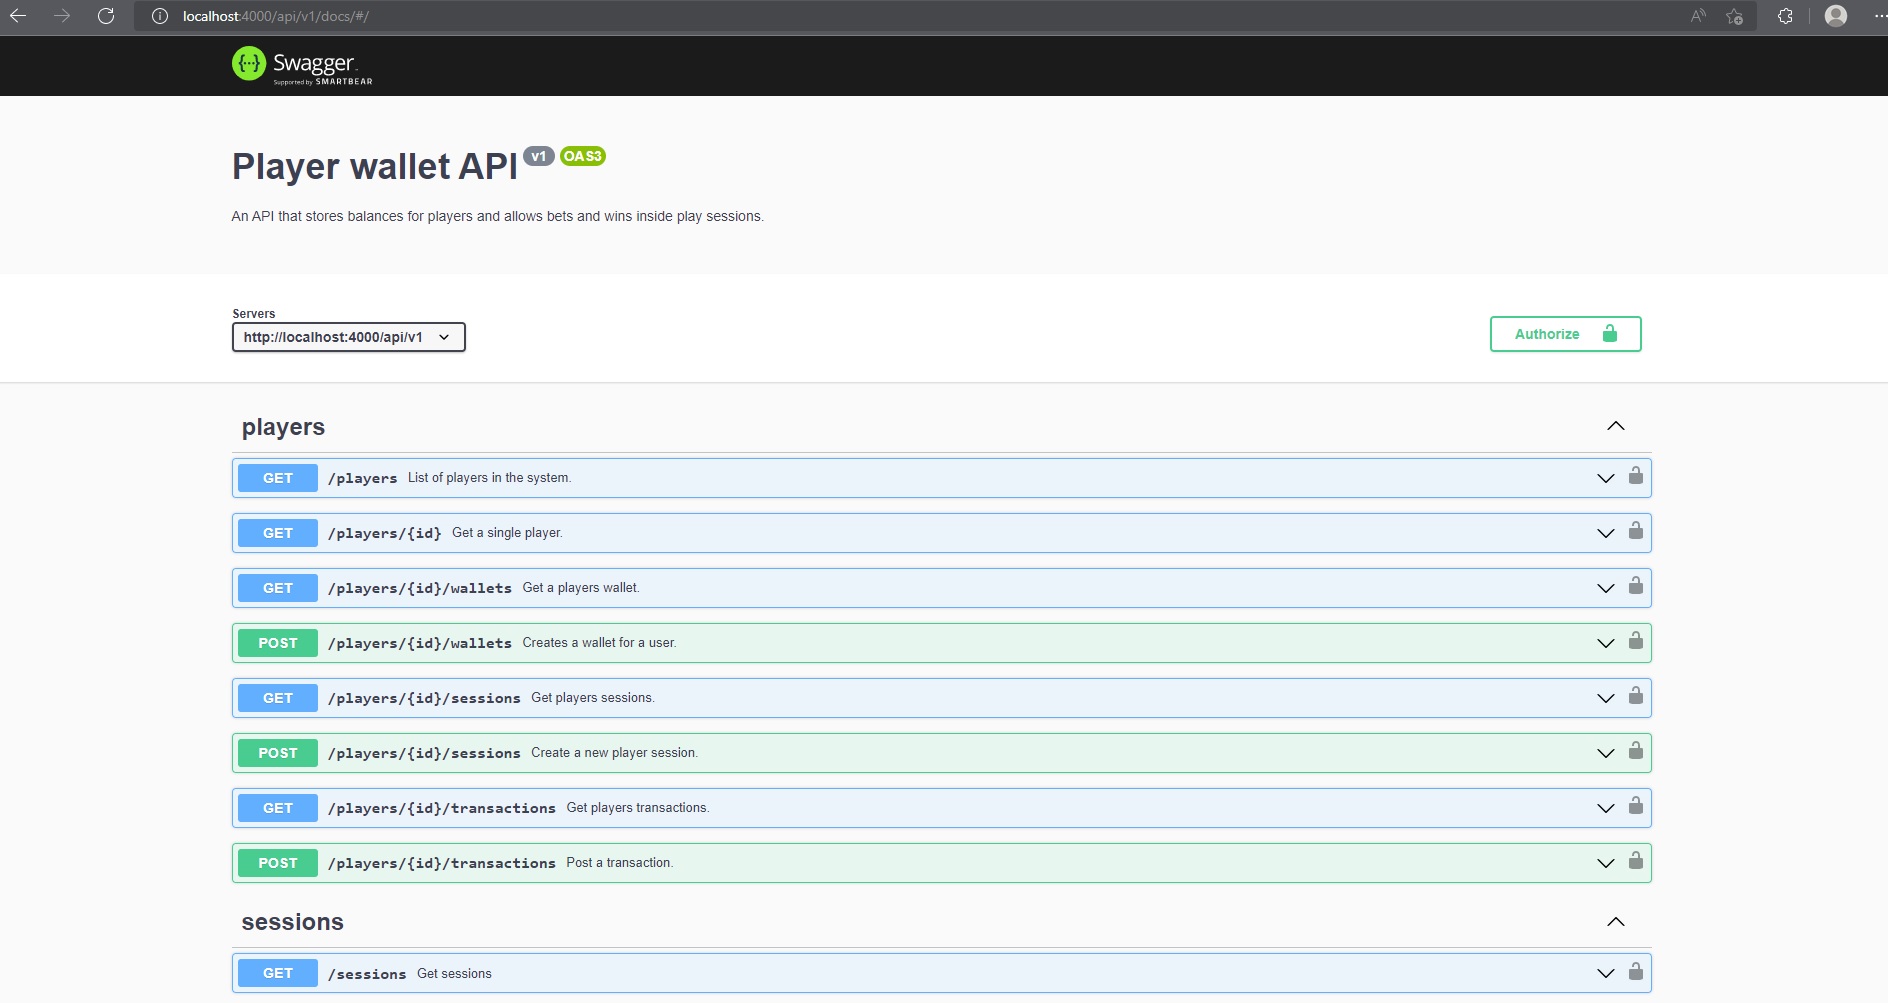 localhost:4000/api/v1/docs/#/
Swagger
Supported by SMARTBEAR
Player wallet API v1 OAS3
An API that stores balances for players and allows bets and wins inside play sessions.
Servers
http://localhost:4000/api/v1
Authorize
players
GET /players List of players in the system.
GET /players/{id} Get a single player.
GET /players/{id}/wallets Get a players wallet.
POST /players/{id}/wallets Creates a wallet for a user.
GET /players/{id}/sessions Get players sessions.
POST /players/{id}/sessions Create a new player session.
GET /players/{id}/transactions Get players transactions.
POST /players/{id}/transactions Post a transaction.
sessions
GET /sessions Get sessions